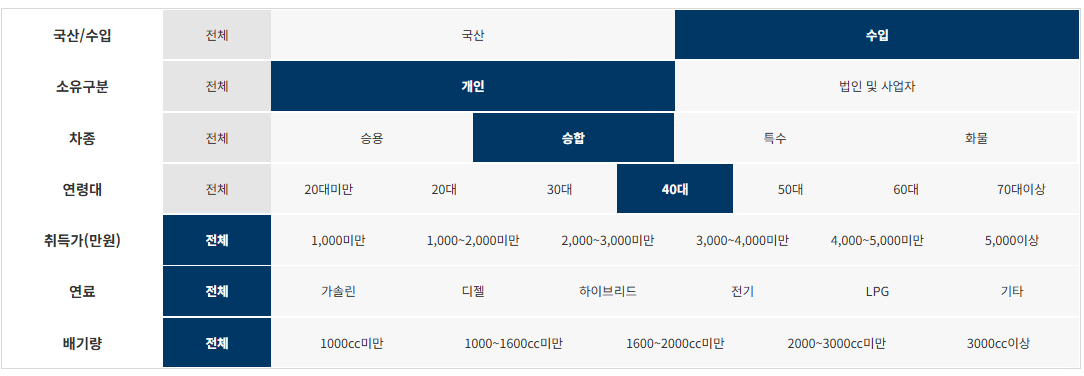 국산/수입 전체 국산 수입
소유구분 전체 개인 법인 및 사업자
차종 전체 승용 승합 특수 화물
연령대 전체 20대미만 20대 30대 40대 50대 60대 70대이상
취득가(만원) 전체 1,000미만 1,000~2,000미만 2,000~3,000미만 3,000~4,000미만 4,000~5,000미만 5,000이상
연료 전체 가솔린 디젤 하이브리드 전기 LPG 기타
배기량 전체 1000cc미만 1000~1600cc미만 1600~2000cc미만 2000~3000cc미만 3000cc이상